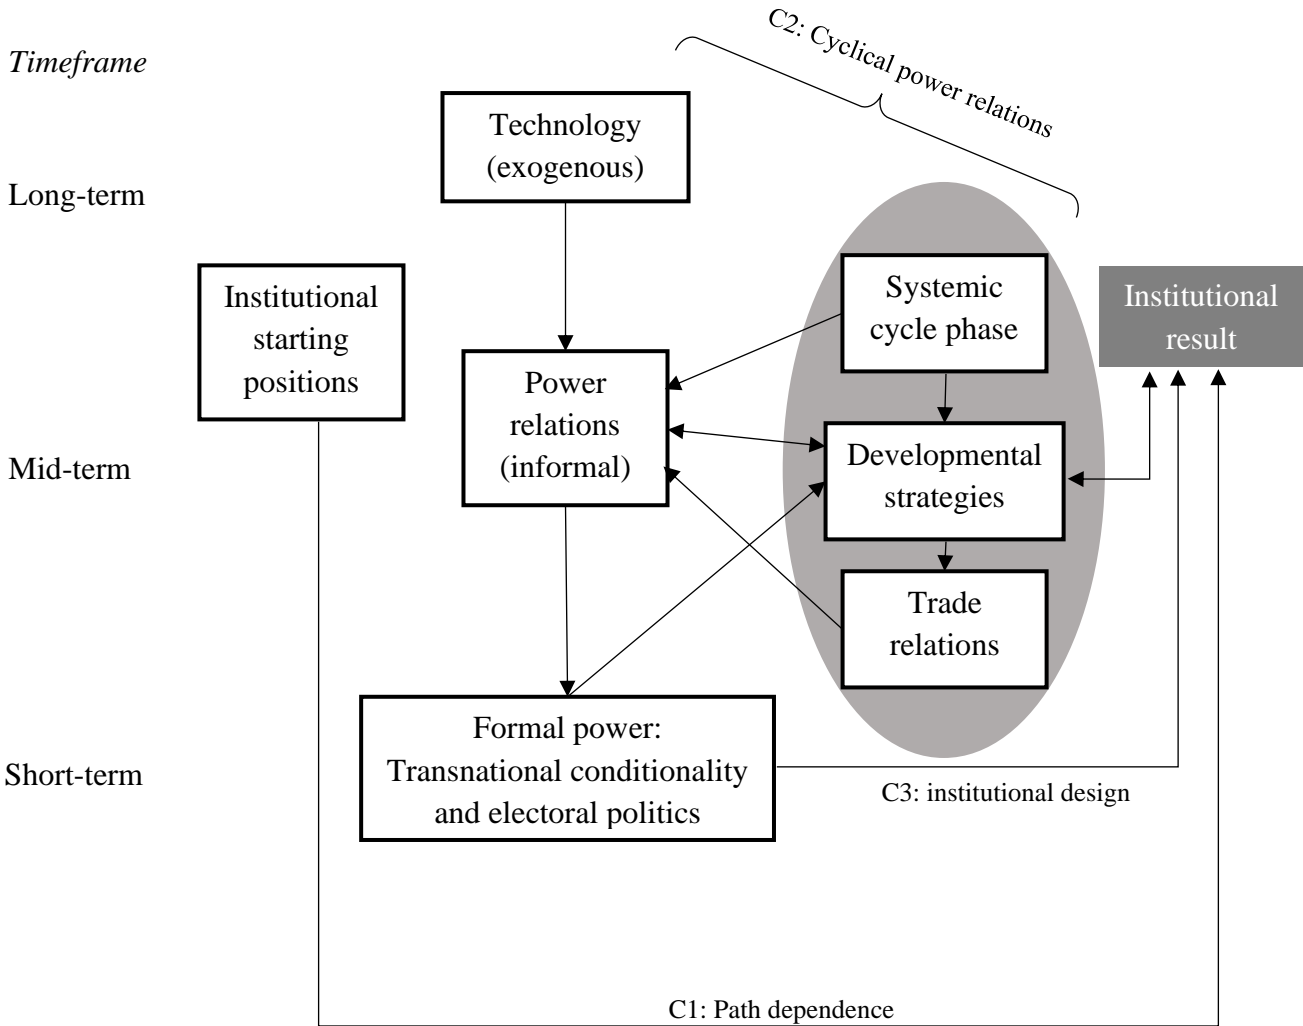 C2: Cyclical power relations
Timeframe
Technology
(exogenous)
Long-term
Institutional
starting
positions
Systemic
cycle phase
Institutional
result
Power
relations
(informal)
Mid-term
Developmental
strategies
Trade
relations
Formal power:
Transnational conditionality
and electoral politics
Short-term
C3: institutional design
C1: Path dependence